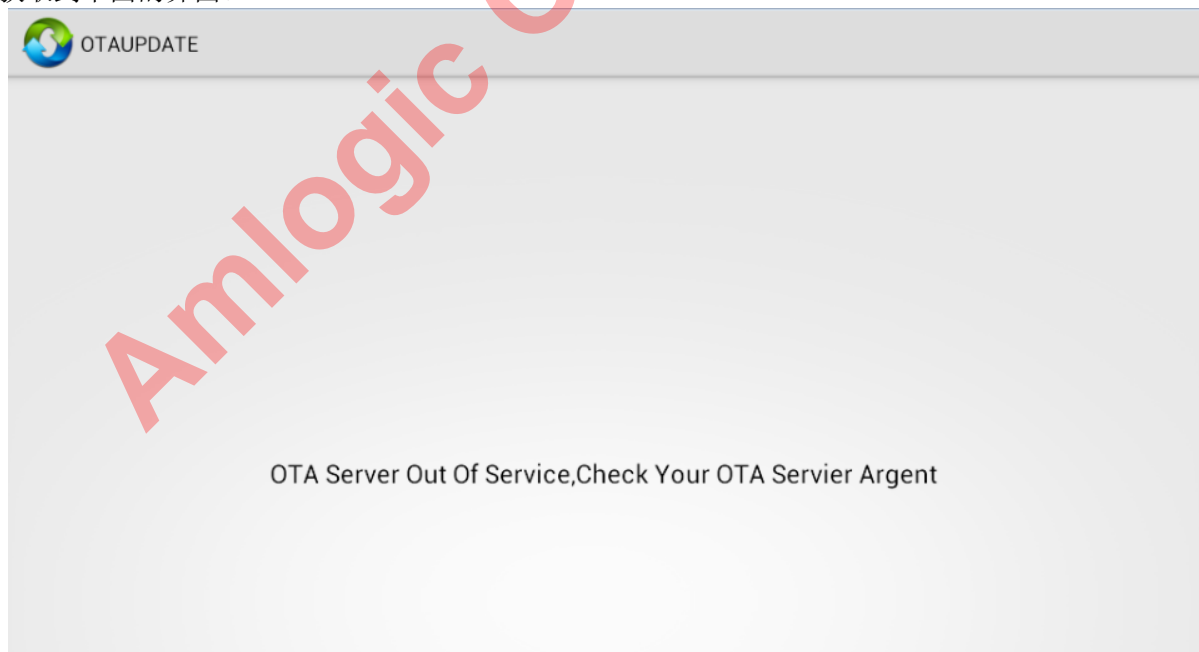 OTAUPDATE
Amlogic
OTA Server Out Of Service,Check Your OTA Servier Argent